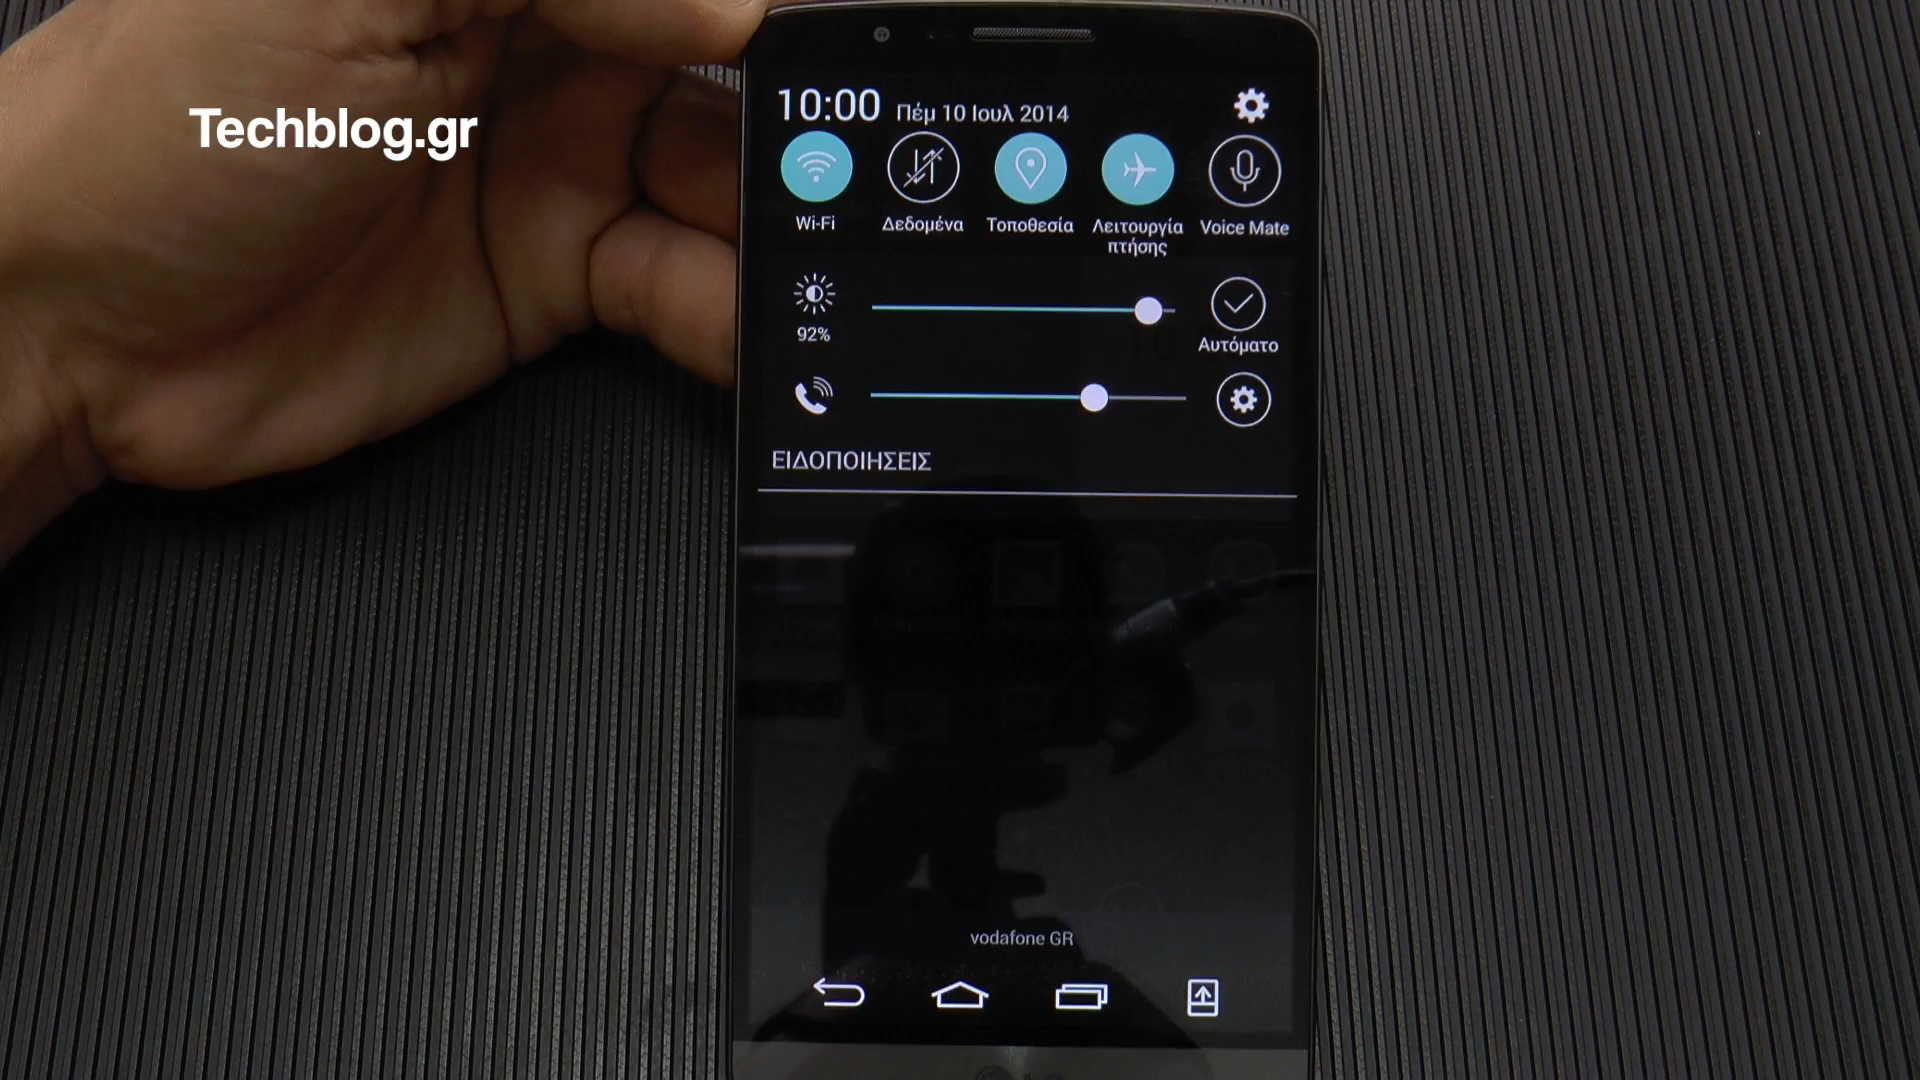 Techblog.gr
10:00 Πέμ 10 Ιουλ 2014
Wi-Fi
Δεδομένα
Τοποθεσία
Λειτουργία
πτήσης
Voice Mate
92%
Αυτόματο
ΕΙΔΟΠΟΙΗΣΕΙΣ
vodafone GR